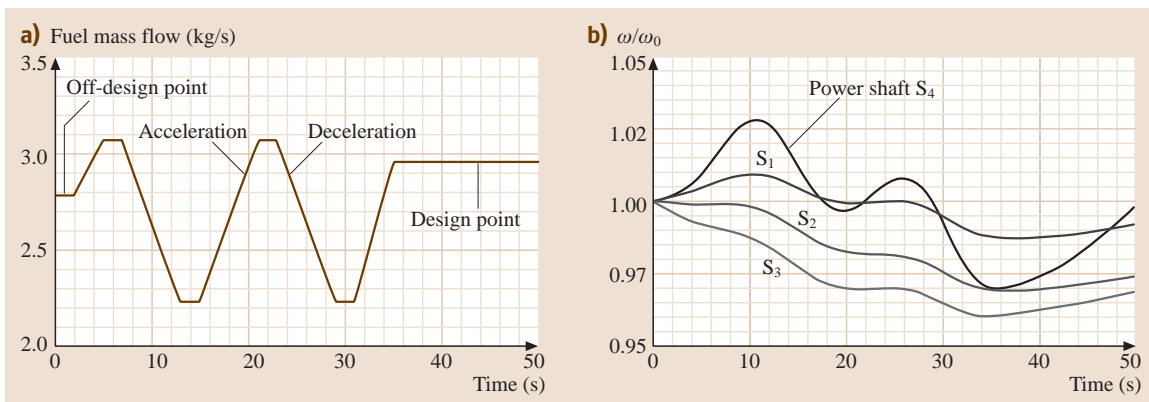 a) Fuel mass flow (kg/s)
3.5
Off-design point
Acceleration
Deceleration
3.0
Design point
2.5
2.0
0
10
20
30
40
50
Time (s)
b) ω/ω₀
1.05
Power shaft S₄
1.02
S₁
1.00
S₂
S₃
0.97
0.95
0
10
20
30
40
50
Time (s)